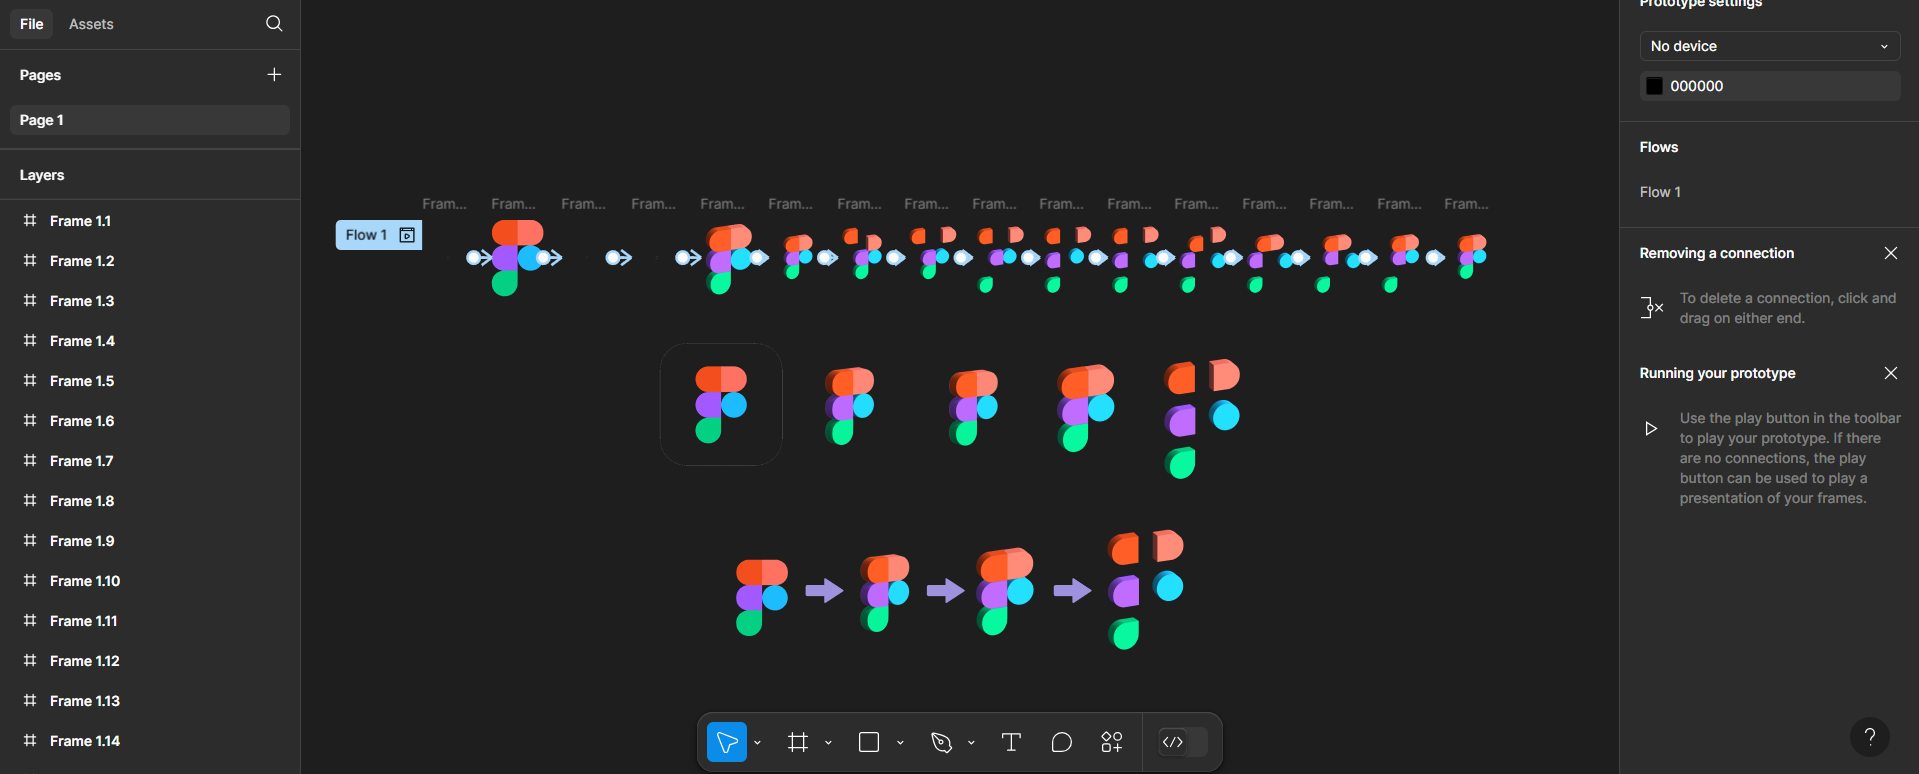 File
Assets
Pages
Page 1
Layers
Frame 1.1
Frame 1.2
Frame 1.3
Frame 1.4
Frame 1.5
Frame 1.6
Frame 1.7
Frame 1.8
Frame 1.9
Frame 1.10
Frame 1.11
Frame 1.12
Frame 1.13
Frame 1.14
Fram... Fram... Fram... Fram... Fram... Fram... Fram... Fram... Fram... Fram... Fram... Fram... Fram... Fram... Fram... Fram...
Flow 1
Prototype settings
No device
000000
Flows
Flow 1
Removing a connection
To delete a connection, click and
drag on either end.
Running your prototype
Use the play button in the toolbar
to play your prototype. If there
are no connections, the play
button can be used to play a
presentation of your frames.
?